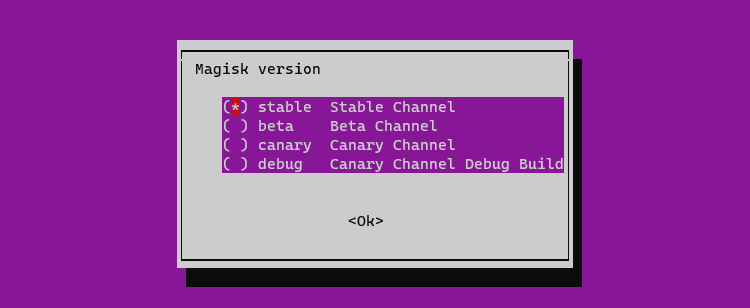 Magisk version
(*) stable  Stable Channel
( ) beta    Beta Channel
( ) canary  Canary Channel
( ) debug   Canary Channel Debug Build
<Ok>